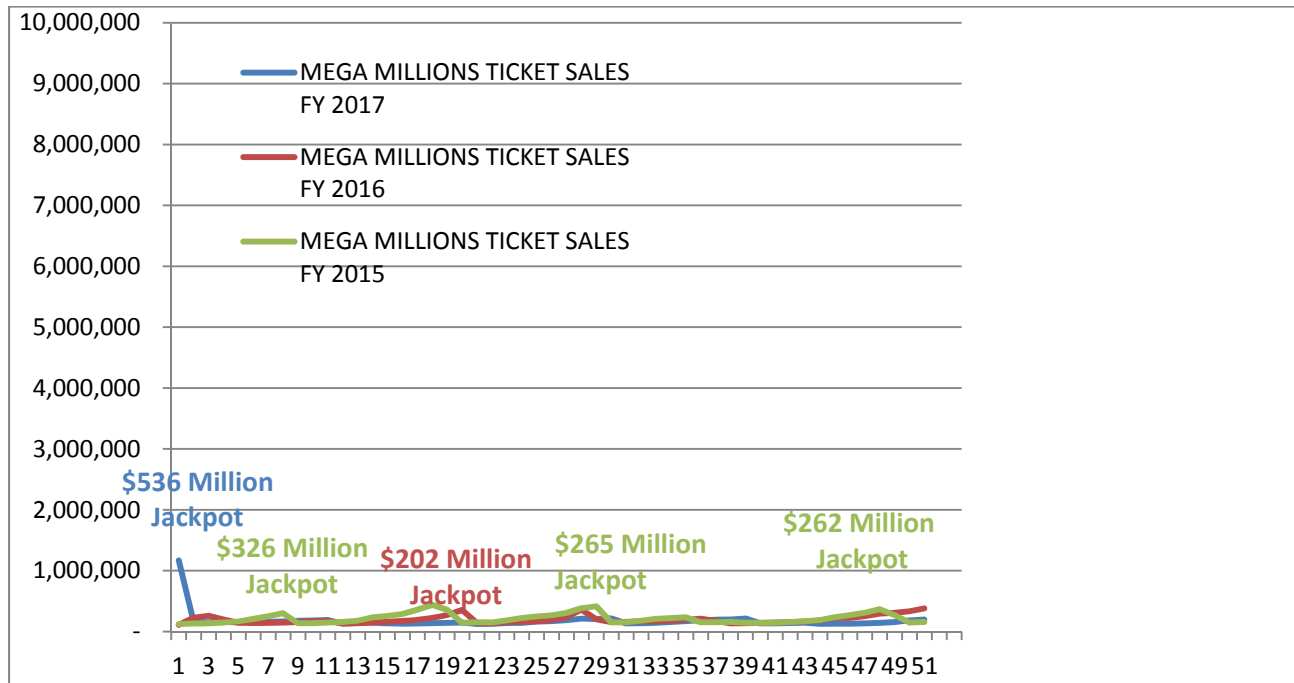 10,000,000
9,000,000
8,000,000
7,000,000
6,000,000
5,000,000
4,000,000
3,000,000
2,000,000
1,000,000
-
MEGA MILLIONS TICKET SALES
FY 2017
MEGA MILLIONS TICKET SALES
FY 2016
MEGA MILLIONS TICKET SALES
FY 2015
$536 Million
Jackpot
$326 Million
Jackpot
$202 Million
Jackpot
$265 Million
Jackpot
$262 Million
Jackpot
1 3 5 7 9 11 13 15 17 19 21 23 25 27 29 31 33 35 37 39 41 43 45 47 49 51